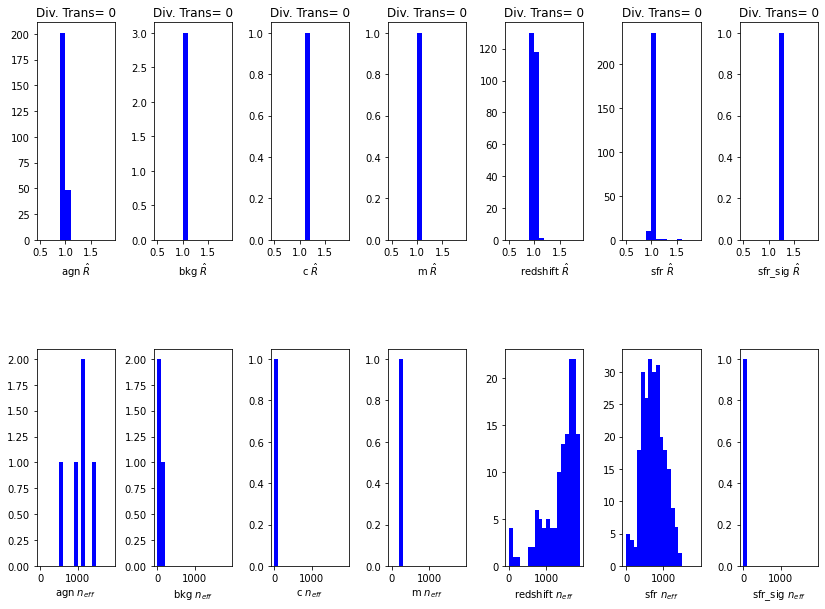 Div. Trans= 0 Div. Trans= 0 Div. Trans= 0 Div. Trans= 0 Div. Trans= 0 Div. Trans= 0 Div. Trans= 0
200 175 150 125 100 75 50 25 0
0.5 1.0 1.5
agn R̂
3.0 2.5 2.0 1.5 1.0 0.5 0.0
0.5 1.0 1.5
bkg R̂
1.0 0.8 0.6 0.4 0.2 0.0
0.5 1.0 1.5
c R̂
1.0 0.8 0.6 0.4 0.2 0.0
0.5 1.0 1.5
m R̂
120 100 80 60 40 20 0
0.5 1.0 1.5
redshift R̂
200 150 100 50 0
0.5 1.0 1.5
sfr R̂
1.0 0.8 0.6 0.4 0.2 0.0
0.5 1.0 1.5
sfr_sig R̂
2.00 1.75 1.50 1.25 1.00 0.75 0.50 0.25 0.00
0 1000
agn n_eff
2.00 1.75 1.50 1.25 1.00 0.75 0.50 0.25 0.00
0 1000
bkg n_eff
1.0 0.8 0.6 0.4 0.2 0.0
0 1000
c n_eff
1.0 0.8 0.6 0.4 0.2 0.0
0 1000
m n_eff
20 15 10 5 0
0 1000
redshift n_eff
30 25 20 15 10 5 0
0 1000
sfr n_eff
1.0 0.8 0.6 0.4 0.2 0.0
0 1000
sfr_sig n_eff